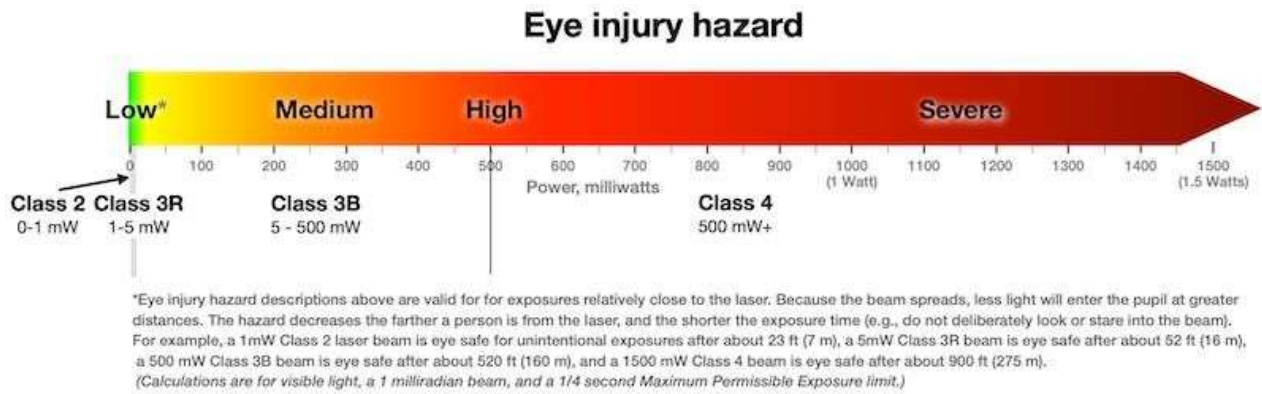 Eye injury hazard
Low* Medium High Severe
0 100 200 300 400 500 600 700 800 900 1000 1100 1200 1300 1400 1500
Power, milliwatts (1 Watt) (1.5 Watts)
Class 2 Class 3R Class 3B Class 4
0-1 mW 1-5 mW 5 - 500 mW 500 mW+
*Eye injury hazard descriptions above are valid for for exposures relatively close to the laser. Because the beam spreads, less light will enter the pupil at greater
distances. The hazard decreases the farther a person is from the laser, and the shorter the exposure time (e.g., do not deliberately look or stare into the beam).
For example, a 1mW Class 2 laser beam is eye safe for unintentional exposures after about 23 ft (7 m), a 5mW Class 3R beam is eye safe after about 52 ft (16 m),
a 500 mW Class 3B beam is eye safe after about 520 ft (160 m), and a 1500 mW Class 4 beam is eye safe after about 900 ft (275 m).
(Calculations are for visible light, a 1 milliradian beam, and a 1/4 second Maximum Permissible Exposure limit.)